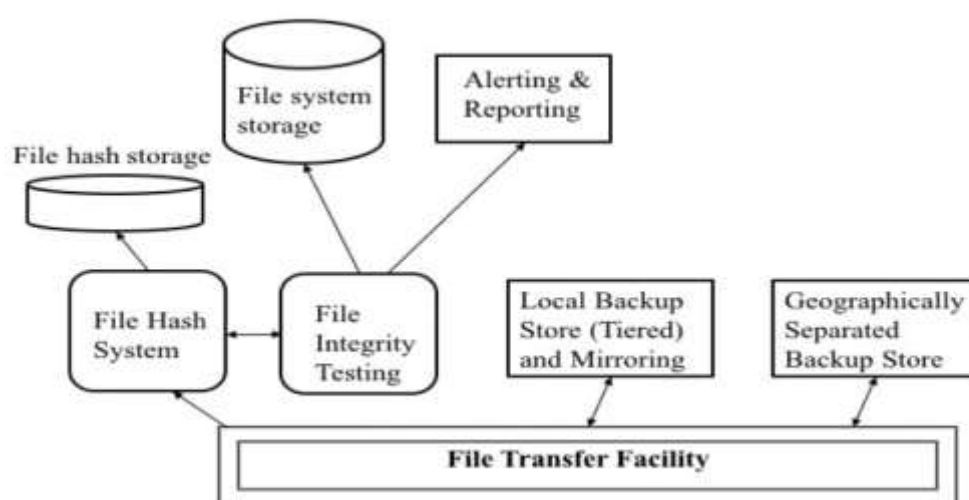 File system
storage
Alerting &
Reporting
File hash storage
File Hash
System
File
Integrity
Testing
Local Backup
Store (Tiered)
and Mirroring
Geographically
Separated
Backup Store
File Transfer Facility